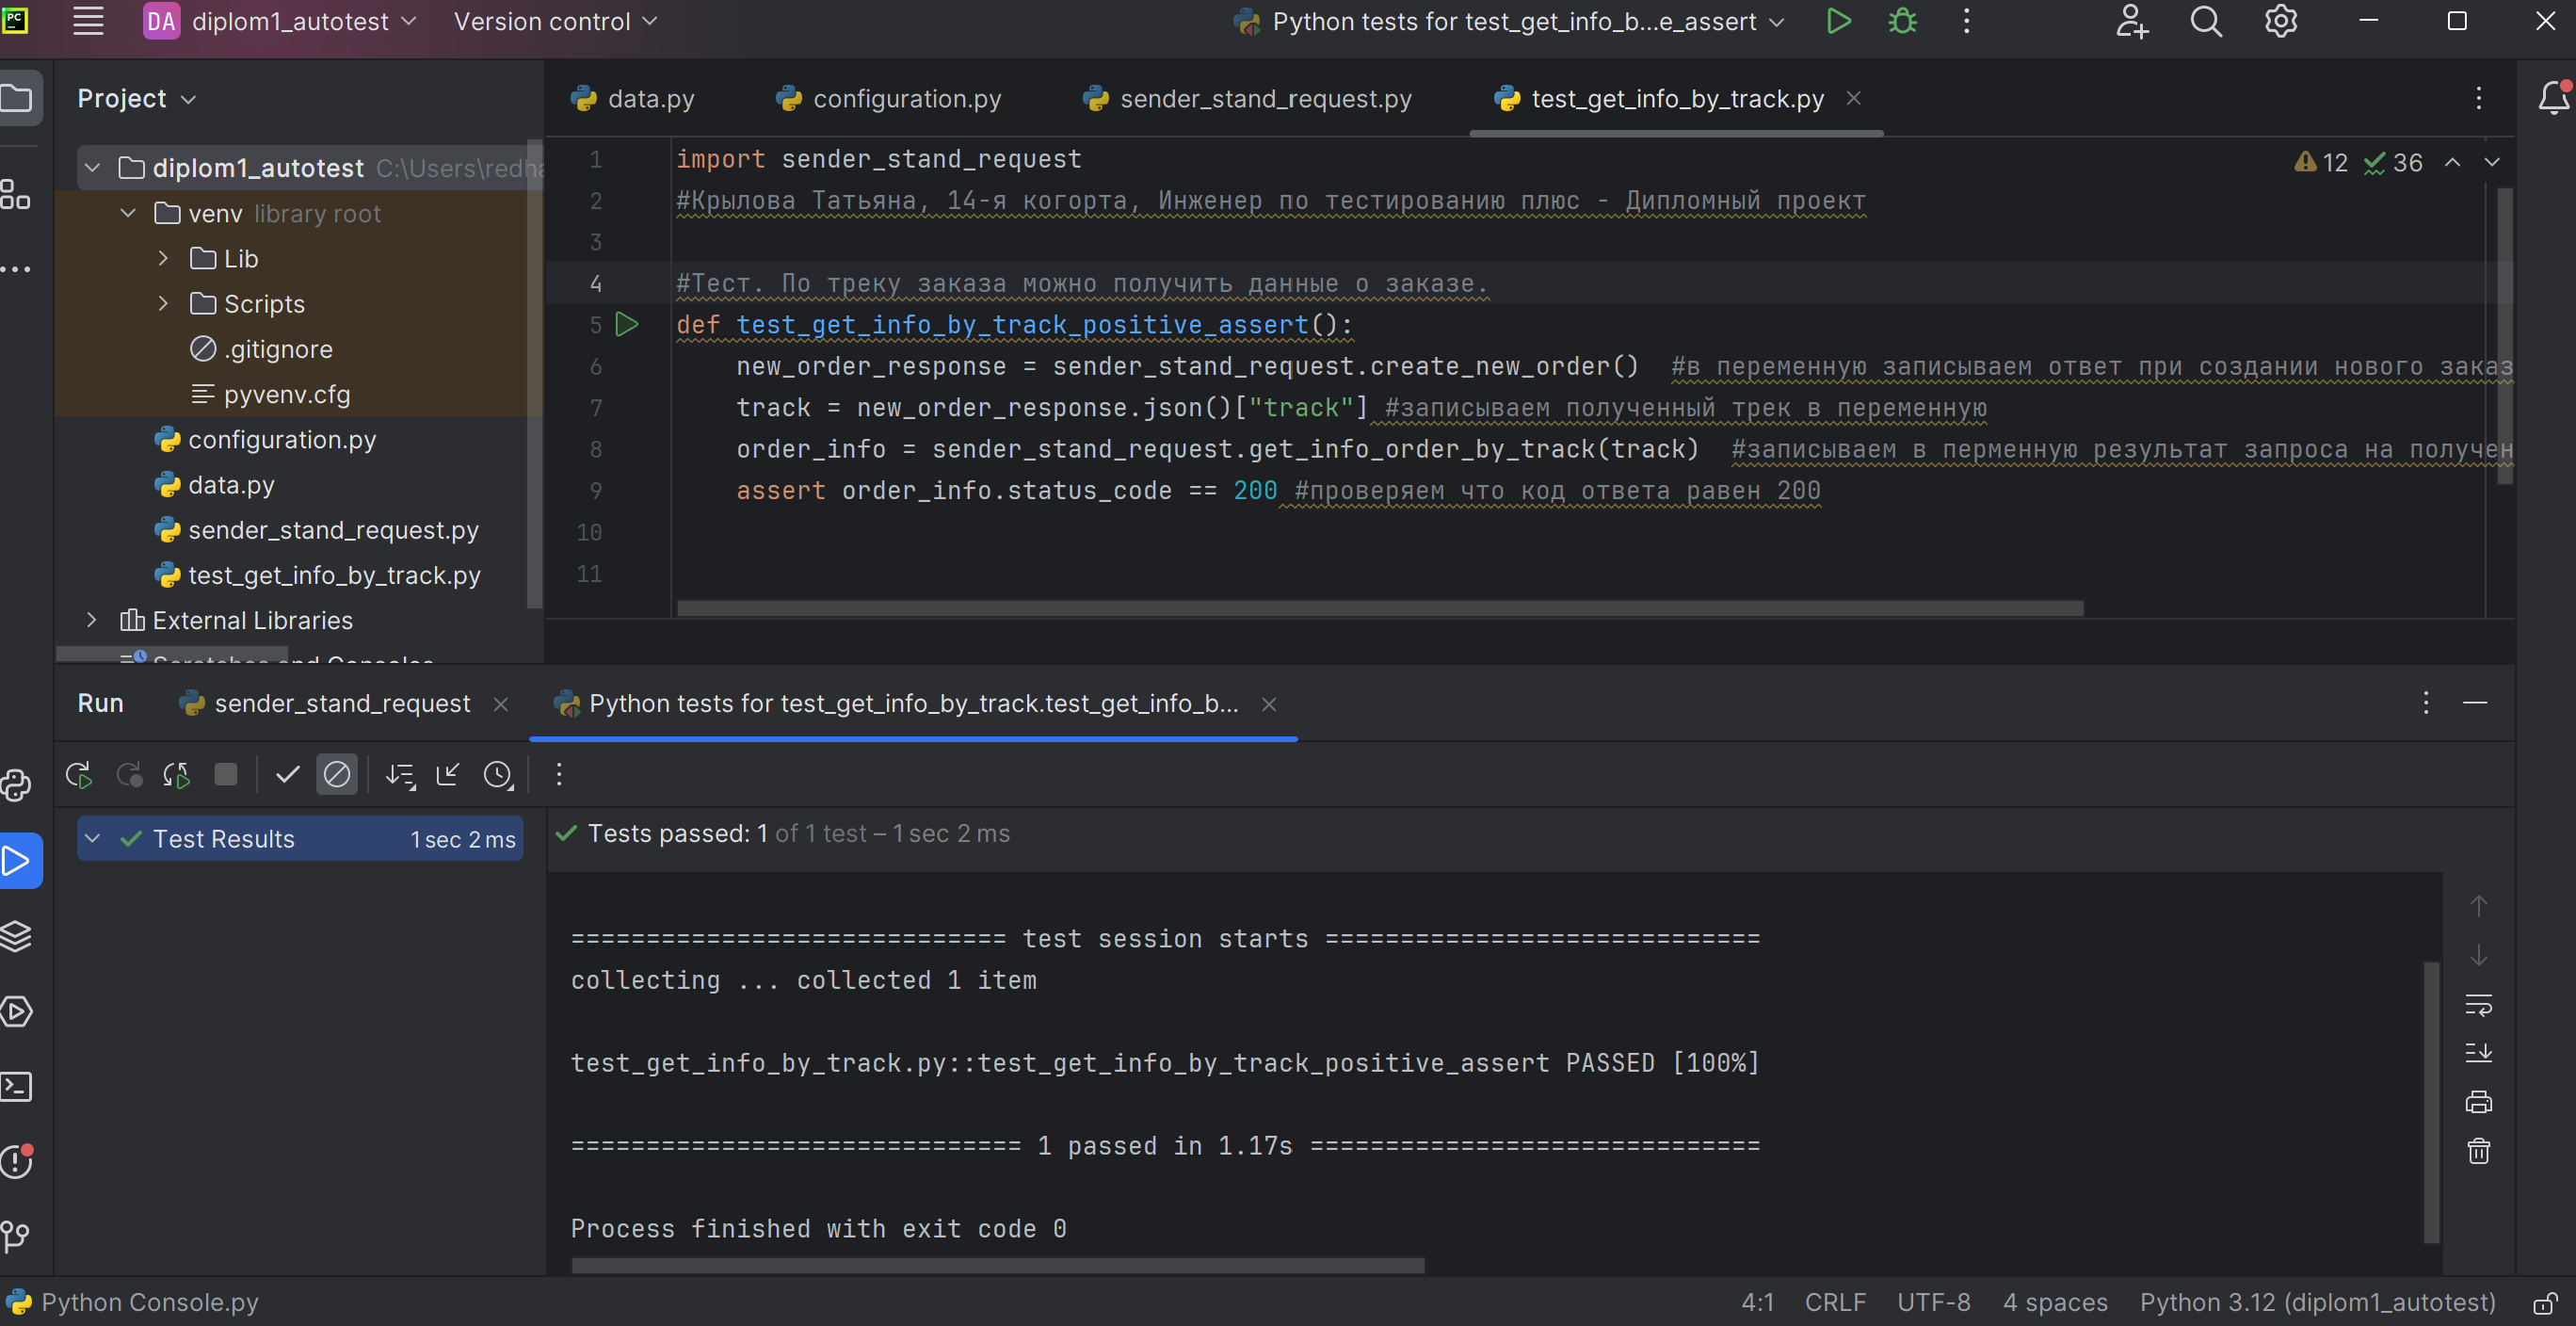 PC
DA diplom1_autotest Version control Python tests for test_get_info_b...e_assert
Project
diplom1_autotest C:\Users\redha
venv library root
Lib
Scripts
.gitignore
pyvenv.cfg
configuration.py
data.py
sender_stand_request.py
test_get_info_by_track.py
External Libraries
Scratches and Consoles
data.py configuration.py sender_stand_request.py test_get_info_by_track.py
12 36
1 import sender_stand_request
2 #Крылова Татьяна, 14-я когорта, Инженер по тестированию плюс - Дипломный проект
3
4 #Тест. По треку заказа можно получить данные о заказе.
5 def test_get_info_by_track_positive_assert():
6 new_order_response = sender_stand_request.create_new_order() #в переменную записываем ответ при создании нового заказ
7 track = new_order_response.json()["track"] #записываем полученный трек в переменную
8 order_info = sender_stand_request.get_info_order_by_track(track) #записываем в перменную результат запроса на получен
9 assert order_info.status_code == 200 #проверяем что код ответа равен 200
10
11
Run sender_stand_request Python tests for test_get_info_by_track.test_get_info_b...
Test Results 1 sec 2 ms
Tests passed: 1 of 1 test – 1 sec 2 ms
============================= test session starts =============================
collecting ... collected 1 item
test_get_info_by_track.py::test_get_info_by_track_positive_assert PASSED [100%]
============================== 1 passed in 1.17s ==============================
Process finished with exit code 0
Python Console.py 4:1 CRLF UTF-8 4 spaces Python 3.12 (diplom1_autotest)